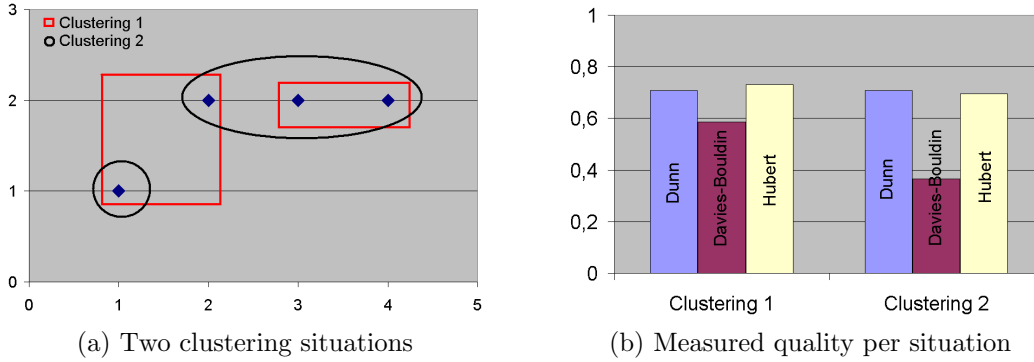 3
Clustering 1
Clustering 2
2
1
0
0 1 2 3 4 5
(a) Two clustering situations
1
0,8
0,6
0,4
0,2
0
Dunn
Davies-Bouldin
Hubert
Dunn
Davies-Bouldin
Hubert
Clustering 1 Clustering 2
(b) Measured quality per situation